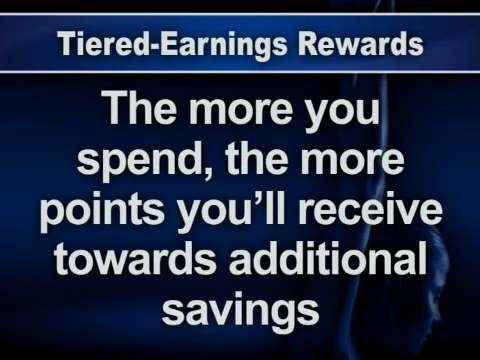 Tiered-Earnings Rewards
The more you
spend, the more
points you’ll receive
towards additional
savings